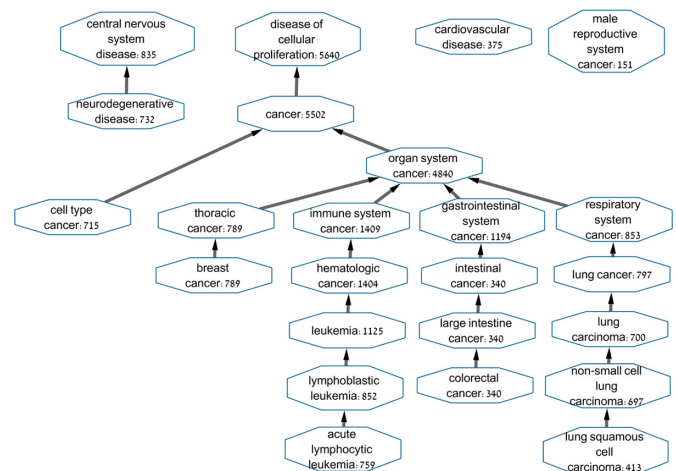 central nervous
system
disease: 835
disease of
cellular
proliferation: 5640
cardiovascular
disease: 375
male
reproductive
system
cancer: 151
neurodegenerative
disease: 732
cancer: 5502
organ system
cancer: 4840
cell type
cancer: 715
thoracic
cancer: 789
immune system
cancer: 1409
gastrointestinal
system
cancer: 1194
respiratory
system
cancer: 853
breast
cancer: 789
hematologic
cancer: 1404
intestinal
cancer: 340
lung cancer: 797
leukemia: 1125
large intestine
cancer: 340
lung
carcinoma: 700
lymphoblastic
leukemia: 852
colorectal
cancer: 340
non-small cell
lung
carcinoma: 697
acute
lymphocytic
leukemia: 759
lung squamous
cell
carcinoma: 413